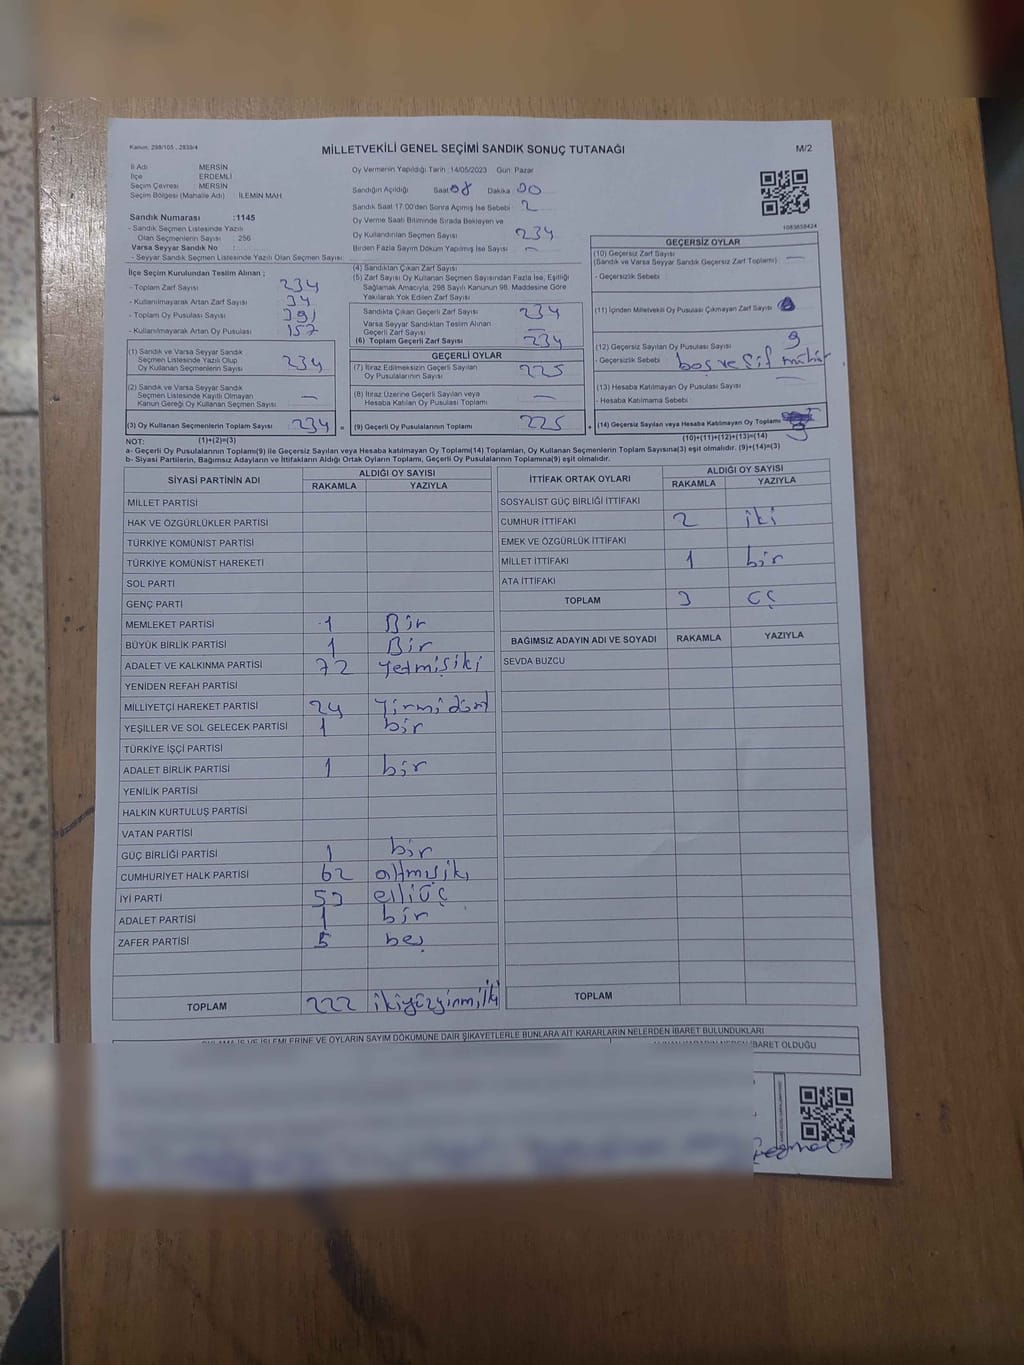 Kanun, 298/105 , 2839/4
MİLLETVEKİLİ GENEL SEÇİMİ SANDIK SONUÇ TUTANAĞI
M/2
İl Adı : MERSİN
İlçe : ERDEMLİ
Seçim Çevresi : MERSİN
Seçim Bölgesi (Mahalle Adı) : İLEMİN MAH
Sandık Numarası :1145
- Sandık Seçmen Listesinde Yazılı
Olan Seçmenlerin Sayısı : 256
Varsa Seyyar Sandık No :
- Seyyar Sandık Seçmen Listesinde Yazılı Olan Seçmen Sayısı:
Oy Vermenin Yapıldığı Tarih :14/05/2023 Gün: Pazar
Sandığın Açıldığı Saat 08 Dakika : 00
Sandık Saat 17:00'den Sonra Açılmış İse Sebebi: 2
Oy Verme Saati Bitiminde Sırada Bekleyen ve
Oy Kullandırılan Seçmen Sayısı : 234
Birden Fazla Sayım Döküm Yapılmış İse Sayısı : -
1083658424
İlçe Seçim Kurulundan Teslim Alınan ;
- Toplam Zarf Sayısı : 234
- Kullanılmayarak Artan Zarf Sayısı : 34
- Toplam Oy Pusulası Sayısı : 391
- Kullanılmayarak Artan Oy Pusulası : 157
(1) Sandık ve Varsa Seyyar Sandık
Seçmen Listesinde Yazılı Olup
Oy Kullanan Seçmenlerin Sayısı : 234
(2) Sandık ve Varsa Seyyar Sandık
Seçmen Listesinde Kayıtlı Olmayan
Kanun Gereği Oy Kullanan Seçmen Sayısı: -
(3) Oy Kullanan Seçmenlerin Toplam Sayısı: 234
(4) Sandıktan Çıkan Zarf Sayısı
(5) Zarf Sayısı Oy Kullanan Seçmen Sayısından Fazla İse, Eşitliği
Sağlamak Amacıyla, 298 Sayılı Kanunun 98. Maddesine Göre
Yakılarak Yok Edilen Zarf Sayısı
Sandıkta Çıkan Geçerli Zarf Sayısı : 234
Varsa Seyyar Sandıktan Teslim Alınan
Geçerli Zarf Sayısı : -
(6) Toplam Geçerli Zarf Sayısı : 234
GEÇERLİ OYLAR
(7) İtiraz Edilmeksizin Geçerli Sayılan
Oy Pusulalarının Sayısı : 225
(8) İtiraz Üzerine Geçerli Sayılan veya
Hesaba Katılan Oy Pusulası Toplamı : -
= (9) Geçerli Oy Pusulalarının Toplamı : 225
GEÇERSİZ OYLAR
(10) Geçersiz Zarf Sayısı
(Sandık ve Varsa Seyyar Sandık Geçersiz Zarf Toplamı) : -
- Geçersizlik Sebebi :
(11) İçinden Milletvekili Oy Pusulası Çıkmayan Zarf Sayısı :
(12) Geçersiz Sayılan Oy Pusulası Sayısı : 9
- Geçersizlik Sebebi : boş ve çif mühür
(13) Hesaba Katılmayan Oy Pusulası Sayısı : -
- Hesaba Katılmama Sebebi :
+ (14) Geçersiz Sayılan veya Hesaba Katılmayan Oy Toplamı : 9
NOT: (1)+(2)=(3)
(10)+(11)+(12)+(13)=(14)
a- Geçerli Oy Pusulalarının Toplamı(9) ile Geçersiz Sayılan veya Hesaba Katılmayan Oy Toplamı(14) Toplamları, Oy Kullanan Seçmenlerin Toplam Sayısına(3) eşit olmalıdır. (9)+(14)=(3)
b- Siyasi Partilerin, Bağımsız Adayların ve İttifakların Aldığı Ortak Oyların Toplamı, Geçerli Oy Pusulalarının Toplamına(9) eşit olmalıdır.
SİYASİ PARTİNİN ADI ALDIĞI OY SAYISI
RAKAMLA YAZIYLA
MİLLET PARTİSİ
HAK VE ÖZGÜRLÜKLER PARTİSİ
TÜRKİYE KOMÜNİST PARTİSİ
TÜRKİYE KOMÜNİST HAREKETİ
SOL PARTİ
GENÇ PARTİ
MEMLEKET PARTİSİ 1 Bir
BÜYÜK BİRLİK PARTİSİ 1 Bir
ADALET VE KALKINMA PARTİSİ 72 Yetmişiki
YENİDEN REFAH PARTİSİ
MİLLİYETÇİ HAREKET PARTİSİ 24 Yirmidört
YEŞİLLER VE SOL GELECEK PARTİSİ 1 bir
TÜRKİYE İŞÇİ PARTİSİ
ADALET BİRLİK PARTİSİ 1 bir
YENİLİK PARTİSİ
HALKIN KURTULUŞ PARTİSİ
VATAN PARTİSİ
GÜÇ BİRLİĞİ PARTİSİ 1 bir
CUMHURİYET HALK PARTİSİ 62 altmışiki
İYİ PARTİ 53 elliüç
ADALET PARTİSİ 1 bir
ZAFER PARTİSİ 5 beş
TOPLAM 222 ikiyüzyirmiiki
İTTİFAK ORTAK OYLARI ALDIĞI OY SAYISI
RAKAMLA YAZIYLA
SOSYALİST GÜÇ BİRLİĞİ İTTİFAKI
CUMHUR İTTİFAKI 2 iki
EMEK VE ÖZGÜRLÜK İTTİFAKI
MİLLET İTTİFAKI 1 bir
ATA İTTİFAKI
TOPLAM 3 üç
BAĞIMSIZ ADAYIN ADI VE SOYADI RAKAMLA YAZIYLA
SEVDA BUZCU
TOPLAM
İŞLEMLERİNE VE OYLARIN SAYIM DÖKÜMÜNE DAİR ŞİKAYETLERLE BUNLARA AİT KARARLARIN NELERDEN İBARET BULUNDUKLARI
İBARET OLDUĞU